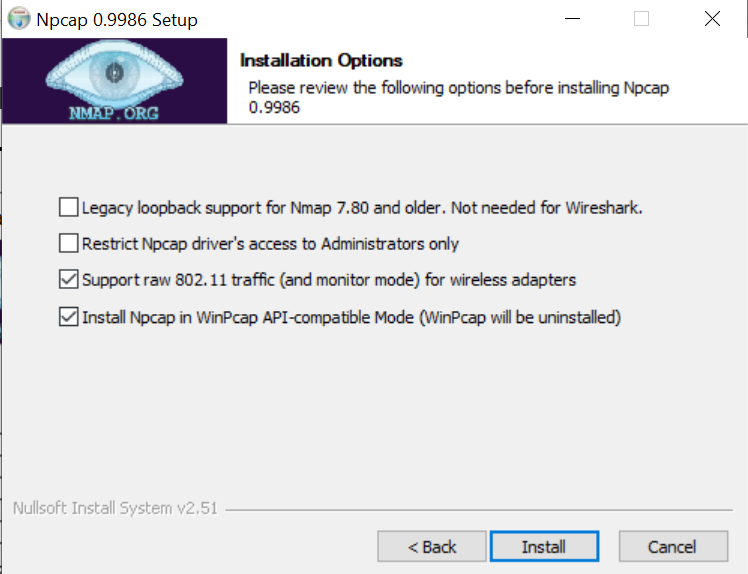 Npcap 0.9986 Setup
NMAP.ORG
Installation Options
Please review the following options before installing Npcap
0.9986
Legacy loopback support for Nmap 7.80 and older. Not needed for Wireshark.
Restrict Npcap driver's access to Administrators only
Support raw 802.11 traffic (and monitor mode) for wireless adapters
Install Npcap in WinPcap API-compatible Mode (WinPcap will be uninstalled)
Nullsoft Install System v2.51
< Back
Install
Cancel